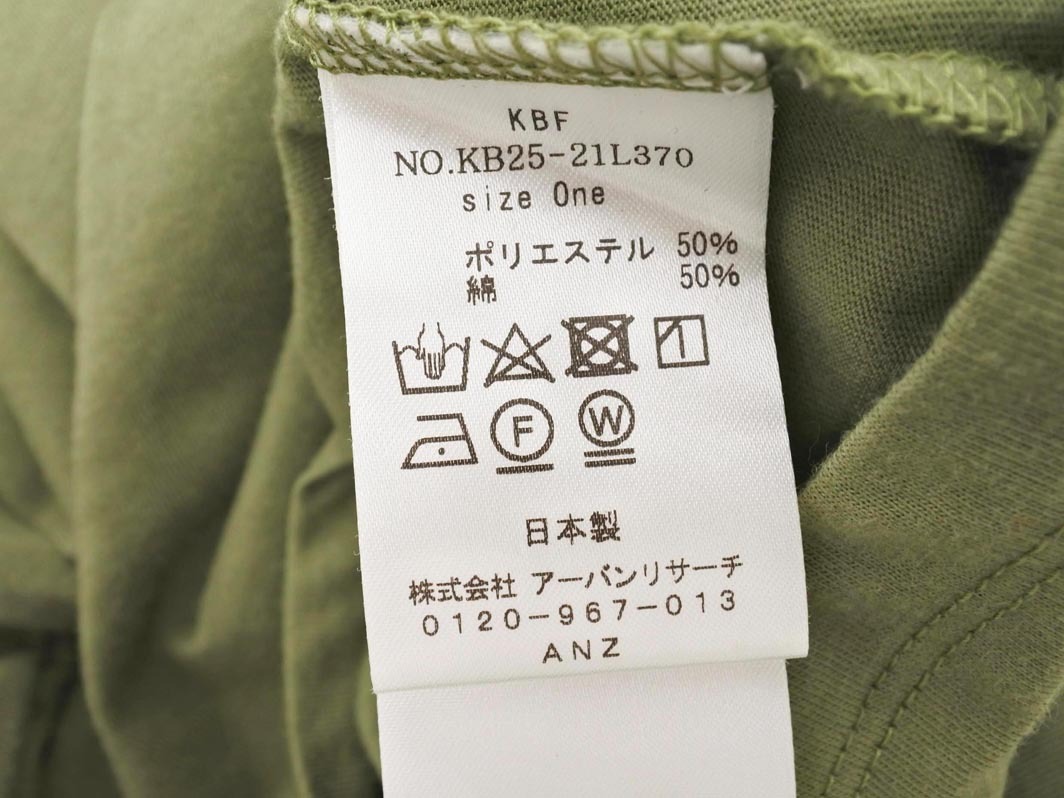 KBF
NO.KB25-21L370
size One
ポリエステル 50%
綿 50%
F W
日本製
株式会社 アーバンリサーチ
0120-967-013
ANZ